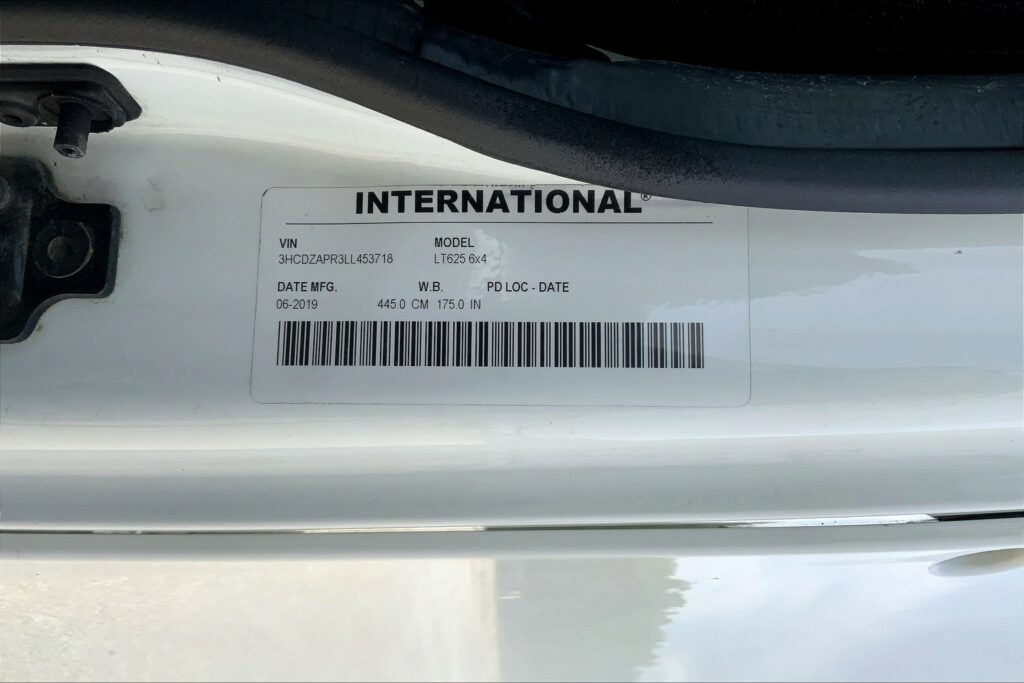 INTERNATIONAL®
VIN MODEL
3HCDZAPR3LL453718 LT625 6x4
DATE MFG. W.B. PD LOC - DATE
06-2019 445.0 CM 175.0 IN